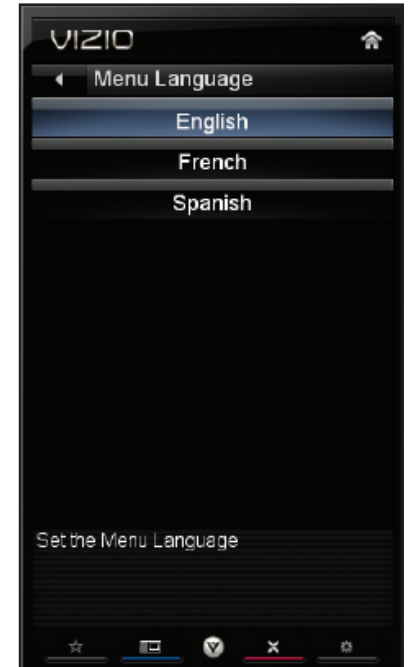 VIZIO
Menu Language
English
French
Spanish
Set the Menu Language